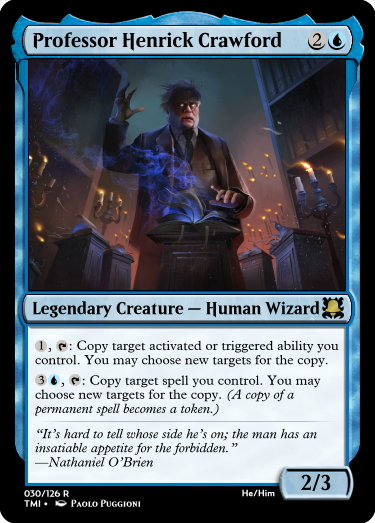 Professor Henrick Crawford 2
Legendary Creature — Human Wizard
1, : Copy target activated or triggered ability you
control. You may choose new targets for the copy.
3, : Copy target spell you control. You may
choose new targets for the copy. (A copy of a
permanent spell becomes a token.)
“It’s hard to tell whose side he’s on; the man has an
insatiable appetite for the forbidden.”
—Nathaniel O’Brien
2/3
030/126 R He/Him
TMI • Paolo Puggioni